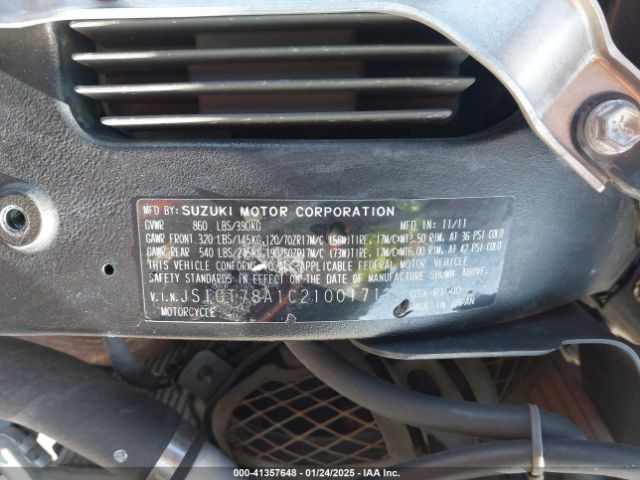 MFD BY: SUZUKI MOTOR CORPORATION
GVWR 860 LBS/390KG MFD IN: 11/11
GAWR FRONT 320 LBS/145KG,120/70ZR17M/C (58W)TIRE, 17M/CxMT3.50 RIM, AT 36 PSI COLD
GAWR REAR 540 LBS/245KG,190/50ZR17M/C (73W)TIRE, 17M/CxMT6.00 RIM, AT 42 PSI COLD
THIS VEHICLE CONFORMS TO ALL APPLICABLE FEDERAL MOTOR VEHICLE
SAFETY STANDARDS IN EFFECT ON THE DATE OF MANUFACTURE SHOWN ABOVE.
V.I.N. JS1GT78A1C2100171 GSX-R1000
MOTORCYCLE MADE IN JAPAN
000-41357648 - 01/24/2025 - IAA Inc.